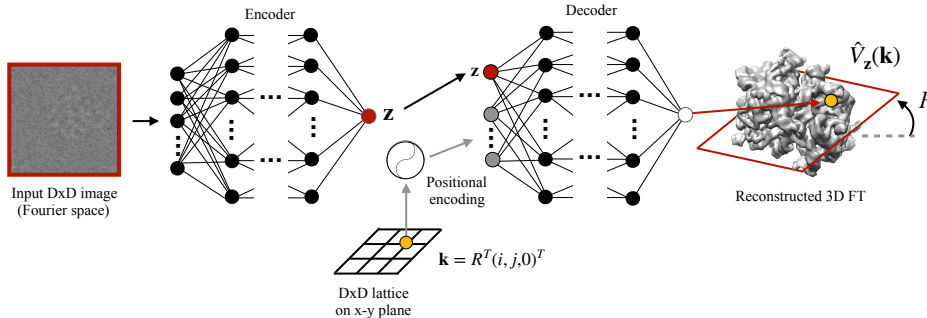 Encoder
Decoder
z
z
V̂z(k)
R
Positional
encoding
Input DxD image
(Fourier space)
Reconstructed 3D FT
k = R^T(i, j,0)^T
DxD lattice
on x-y plane